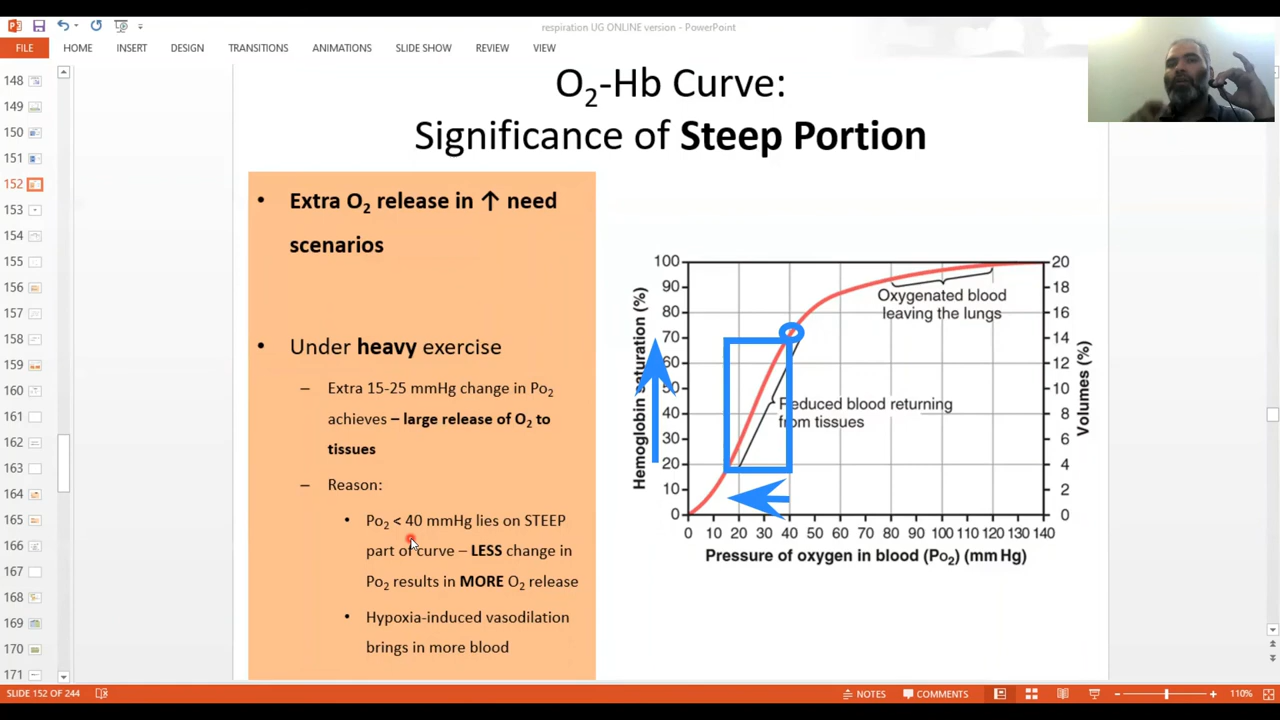 respiration UG ONLINE version - PowerPoint
FILE HOME INSERT DESIGN TRANSITIONS ANIMATIONS SLIDE SHOW REVIEW VIEW
148
149
150
151
152
153
154
155
156
157
158
159
160
161
162
163
164
165
166
167
168
169
170
171
O₂-Hb Curve:
Significance of Steep Portion
• Extra O₂ release in ↑ need
scenarios
• Under heavy exercise
– Extra 15-25 mmHg change in Po₂
achieves – large release of O₂ to
tissues
– Reason:
• Po₂ < 40 mmHg lies on STEEP
part of curve – LESS change in
Po₂ results in MORE O₂ release
• Hypoxia-induced vasodilation
brings in more blood
Hemoglobin saturation (%)
100
90
80
70
60
50
40
30
20
10
0
Oxygenated blood
leaving the lungs
Reduced blood returning
from tissues
20
18
16
14
12
10
8
6
4
2
0
Volumes (%)
0 10 20 30 40 50 60 70 80 90 100 110 120 140
Pressure of oxygen in blood (Po₂) (mm Hg)
SLIDE 152 OF 244 NOTES COMMENTS 110%